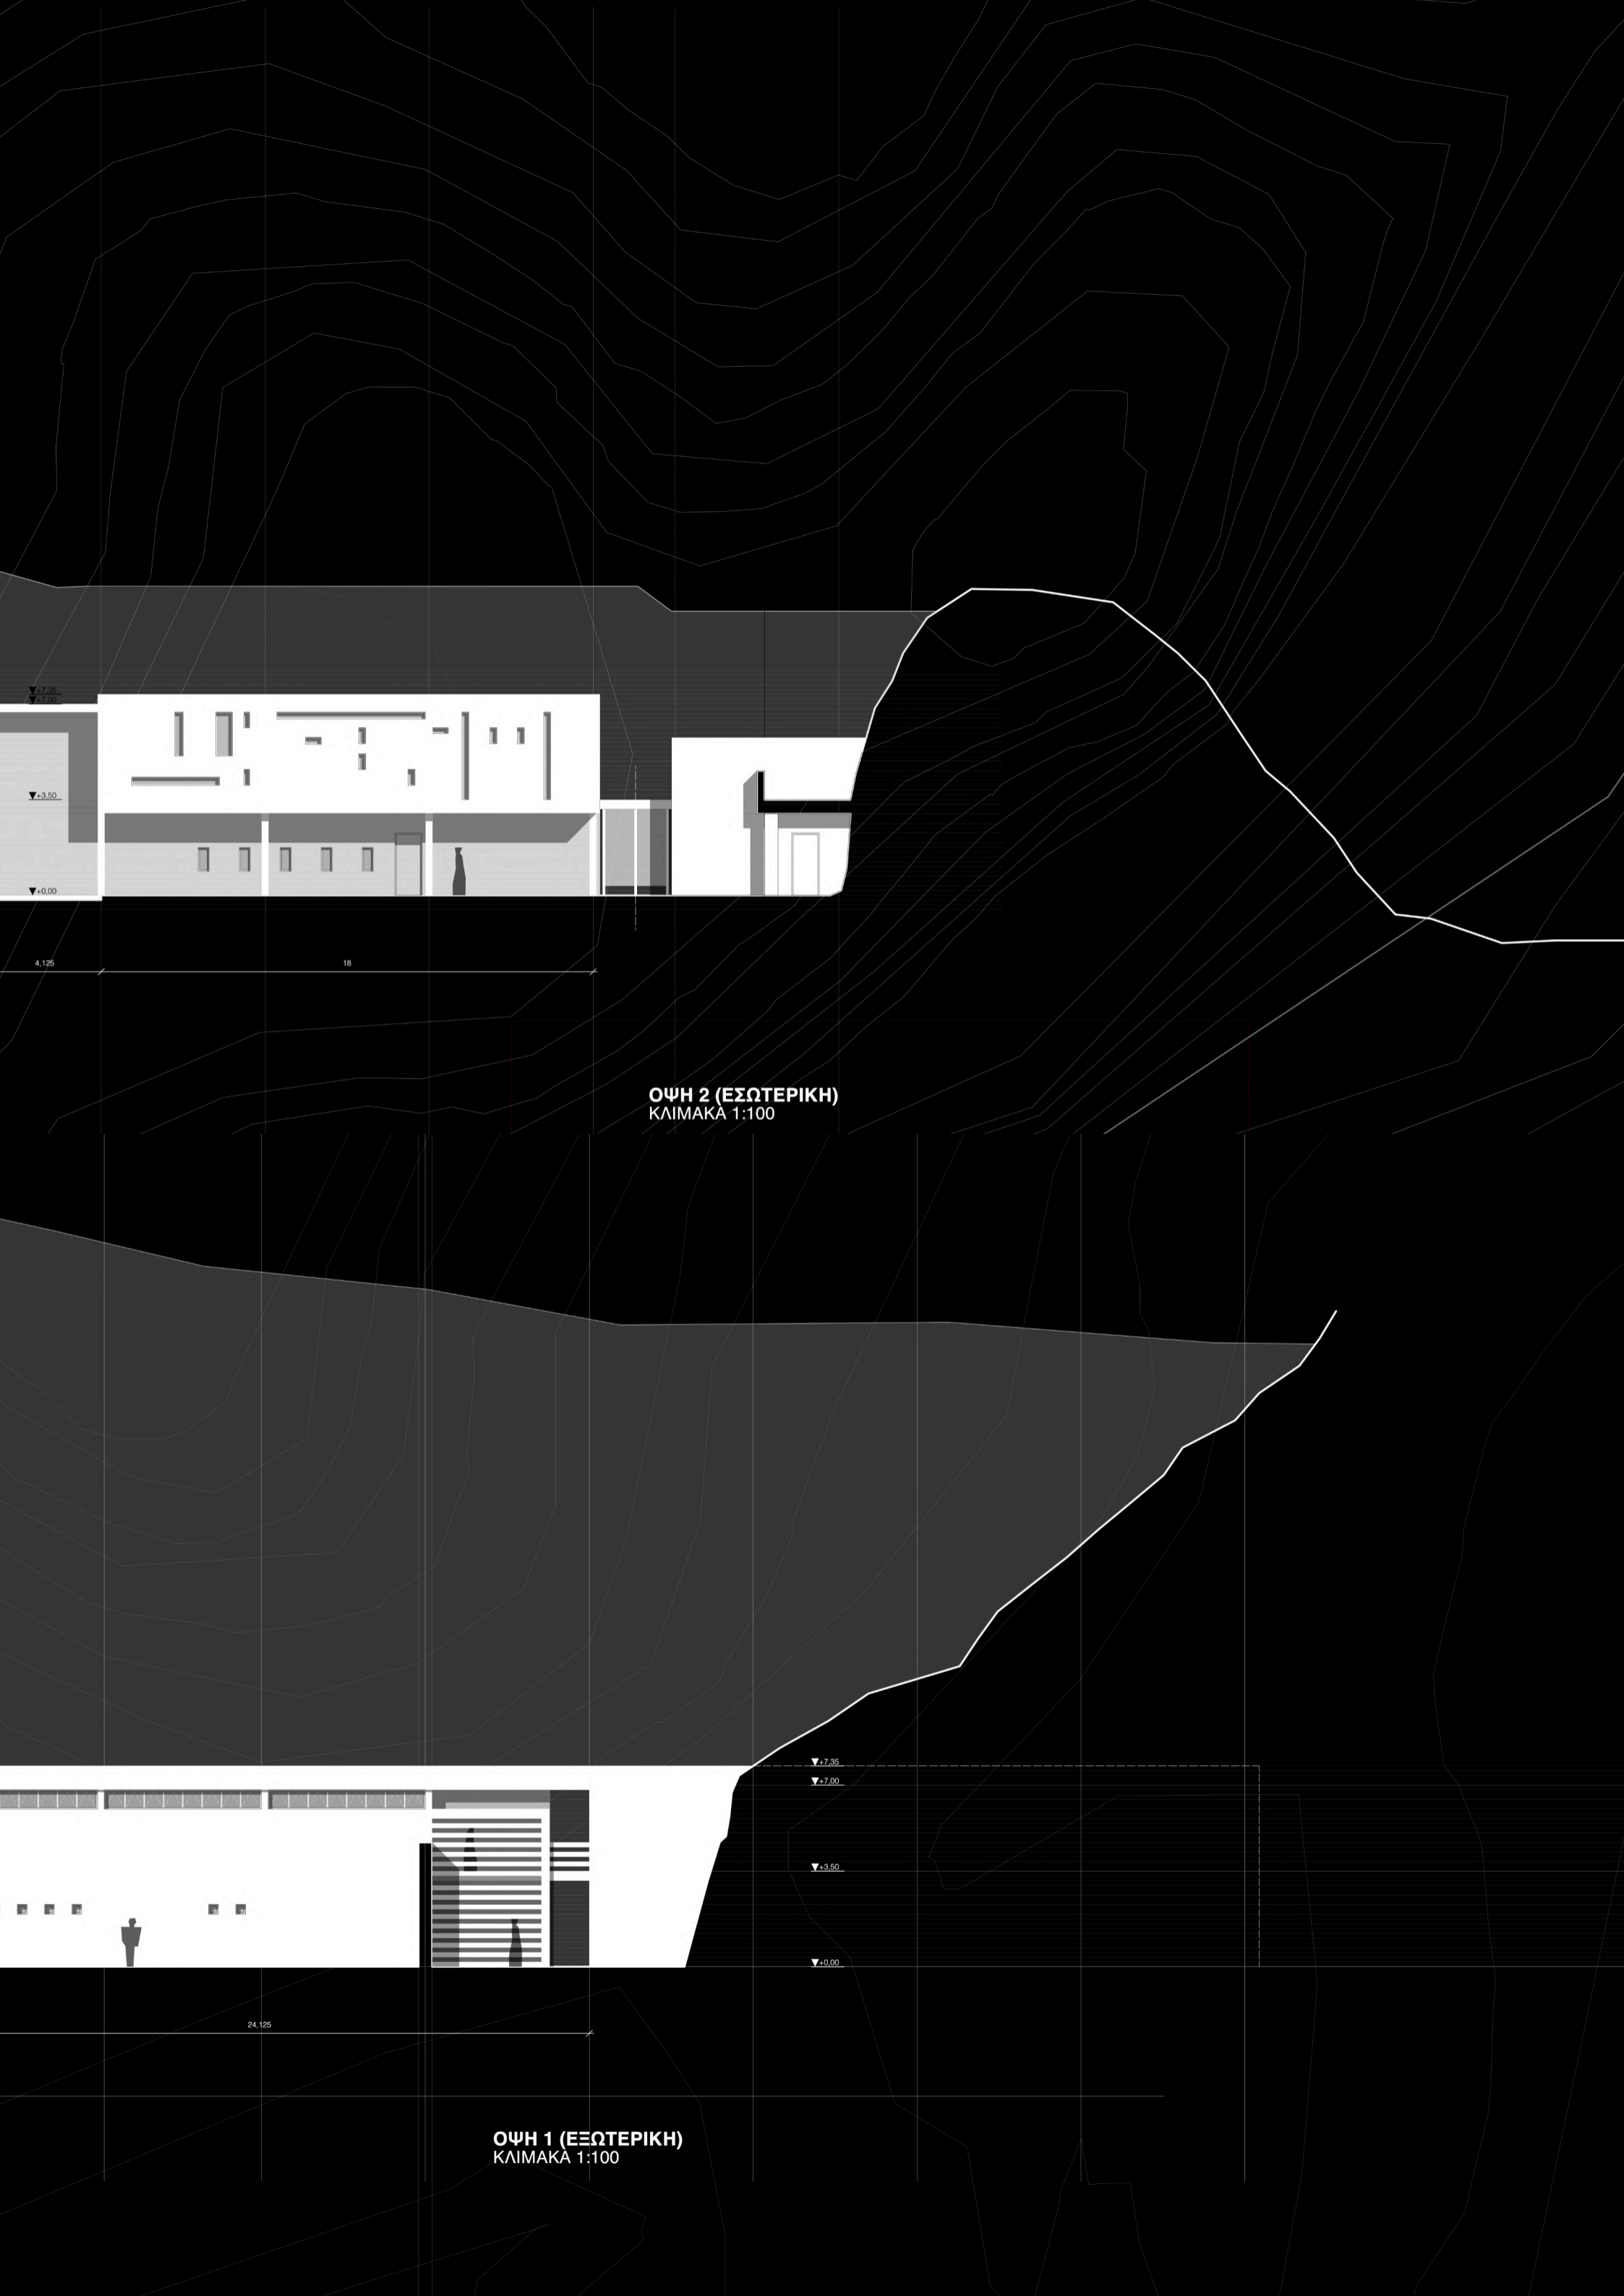 +7,35
+7,00
+3,50
+0,00
4,125
18
ΟΨΗ 2 (ΕΣΩΤΕΡΙΚΗ)
ΚΛΙΜΑΚΑ 1:100
+7,35
+7,00
+3,50
+0,00
24,125
ΟΨΗ 1 (ΕΞΩΤΕΡΙΚΗ)
ΚΛΙΜΑΚΑ 1:100